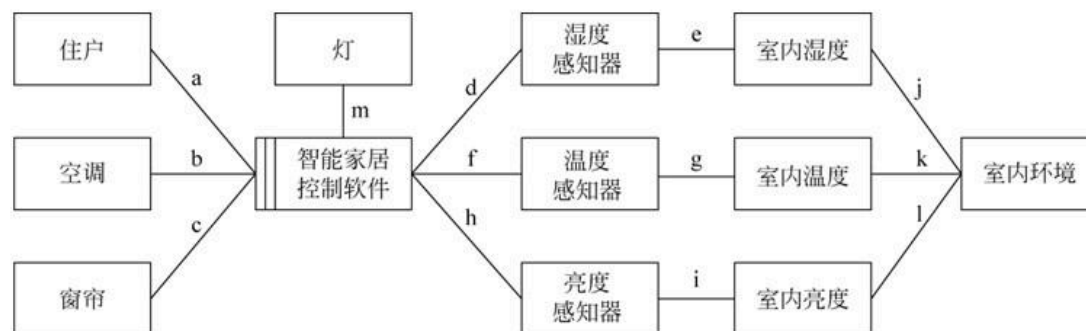 住户
灯
湿度
感知器
室内湿度
a
m
d
e
j
空调
b
智能家居
控制软件
f
温度
感知器
g
室内温度
k
室内环境
c
h
l
窗帘
亮度
感知器
i
室内亮度